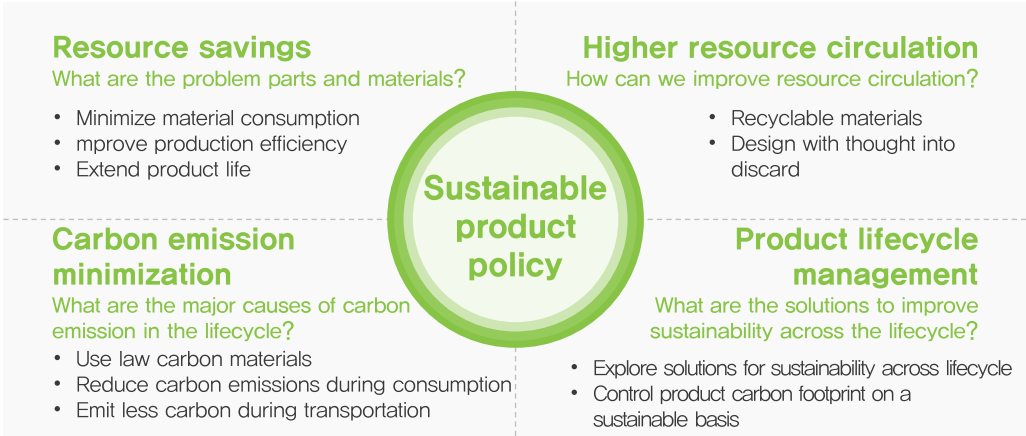 Resource savings
What are the problem parts and materials?
• Minimize material consumption
• mprove production efficiency
• Extend product life
Higher resource circulation
How can we improve resource circulation?
• Recyclable materials
• Design with thought into
discard
Sustainable
product
policy
Carbon emission
minimization
What are the major causes of carbon
emission in the lifecycle?
• Use law carbon materials
• Reduce carbon emissions during consumption
• Emit less carbon during transportation
Product lifecycle
management
What are the solutions to improve
sustainability across the lifecycle?
• Explore solutions for sustainability across lifecycle
• Control product carbon footprint on a
sustainable basis